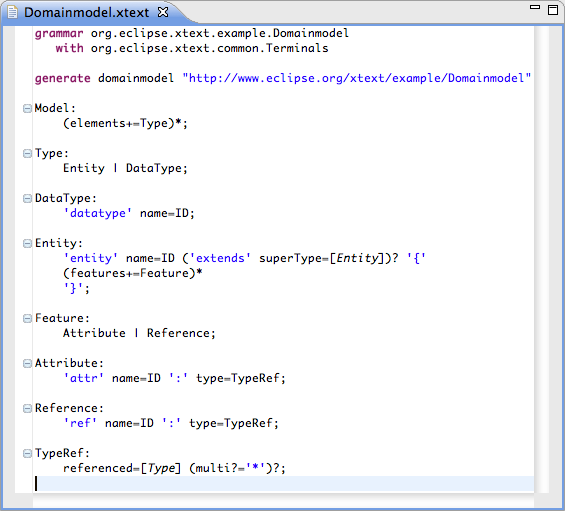 Domainmodel.xtext
grammar org.eclipse.xtext.example.Domainmodel
with org.eclipse.xtext.common.Terminals
generate domainmodel "http://www.eclipse.org/xtext/example/Domainmodel"
Model:
(elements+=Type)*;
Type:
Entity | DataType;
DataType:
'datatype' name=ID;
Entity:
'entity' name=ID ('extends' superType=[Entity])? '{'
(features+=Feature)*
'}';
Feature:
Attribute | Reference;
Attribute:
'attr' name=ID ':' type=TypeRef;
Reference:
'ref' name=ID ':' type=TypeRef;
TypeRef:
referenced=[Type] (multi?='*')?;